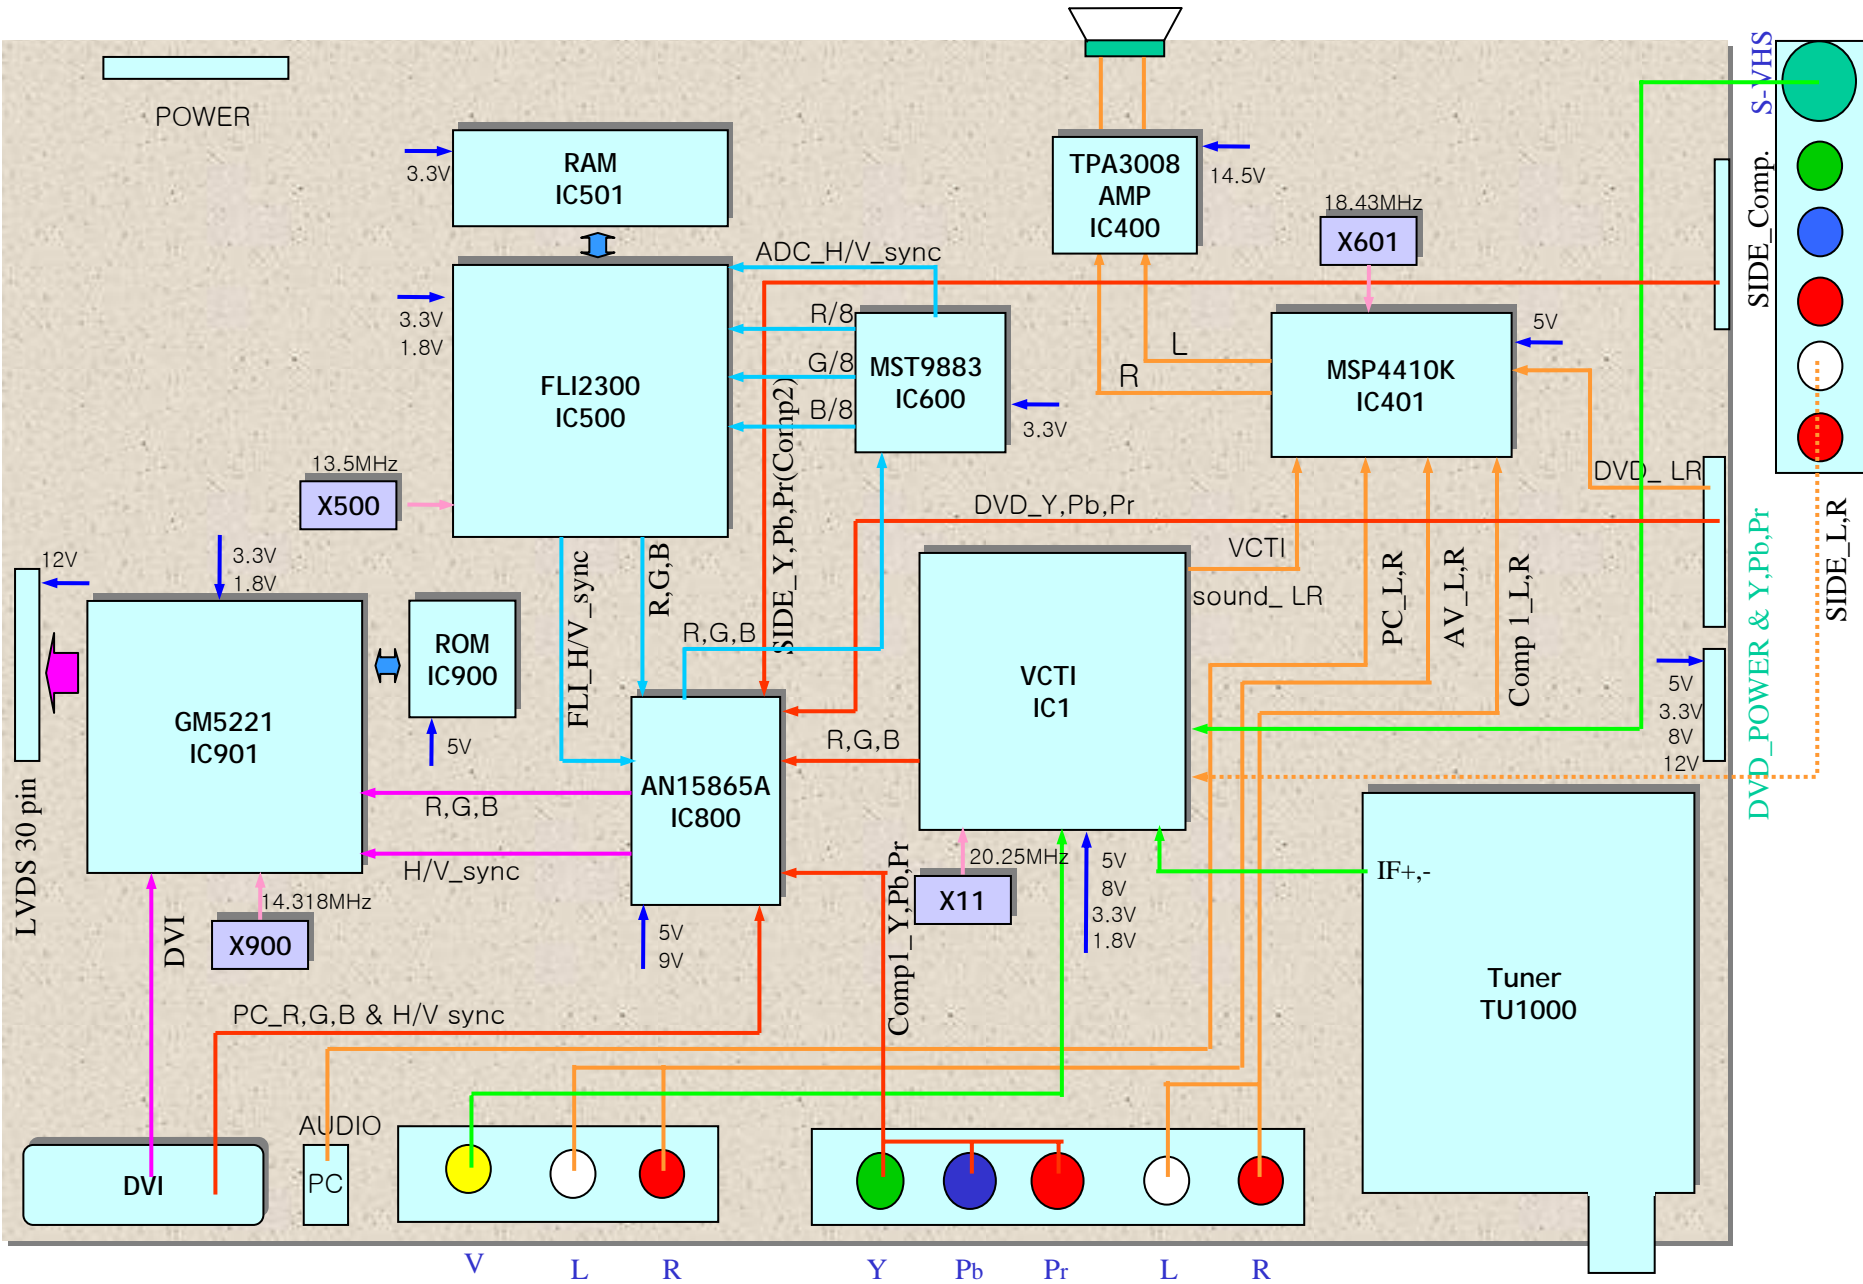 POWER
RAM
IC501
3.3V
TPA3008
AMP
IC400
14.5V
18.43MHz
X601
S-VHS
SIDE_Comp.
ADC_H/V_sync
3.3V
1.8V
FLI2300
IC500
R/8
G/8
B/8
MST9883
IC600
3.3V
L
R
MSP4410K
IC401
5V
13.5MHz
X500
SIDE_Y,Pb,Pr(Comp2)
DVD_Y,Pb,Pr
DVD_ LR
SIDE_L,R
DVD_POWER & Y,Pb,Pr
12V
3.3V
1.8V
FLI_H/V_sync
R,G,B
R,G,B
VCTI
sound_ LR
PC_L,R
AV_L,R
Comp 1_L,R
ROM
IC900
5V
GM5221
IC901
VCTI
IC1
5V
3.3V
8V
12V
R,G,B
AN15865A
IC800
R,G,B
H/V_sync
LVDS 30 pin
DVI
14.318MHz
X900
5V
9V
Comp1_Y,Pb,Pr
20.25MHz
X11
5V
8V
3.3V
1.8V
IF+,-
Tuner
TU1000
PC_R,G,B & H/V sync
AUDIO
DVI
PC
V
L
R
Y
Pb
Pr
L
R